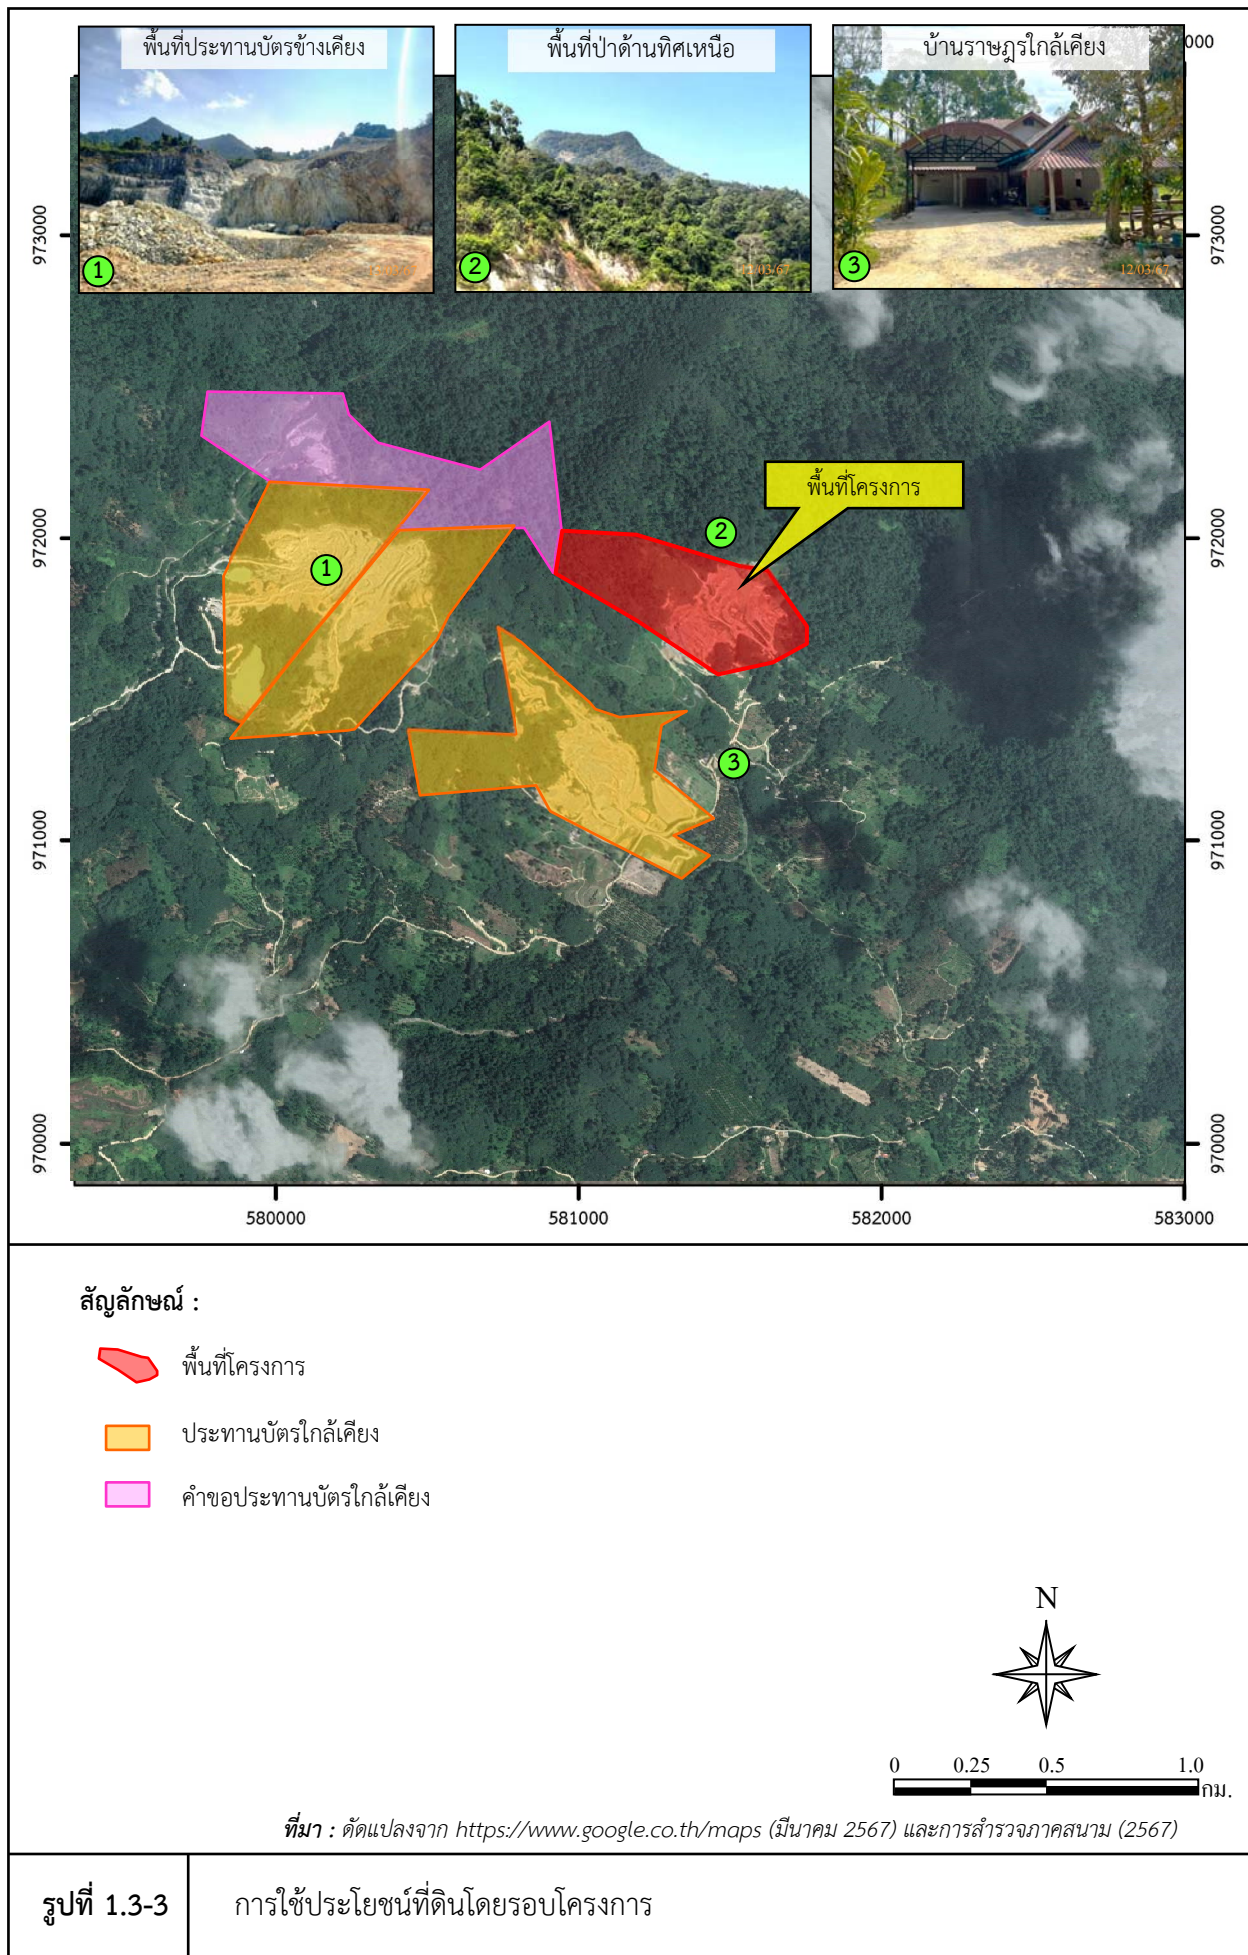 พื้นที่ประทานบัตรข้างเคียง
พื้นที่ป่าด้านทิศเหนือ
บ้านราษฎรใกล้เคียง
000
1
2
03/67
3
12/03/67
973000
973000
พื้นที่โครงการ
2
972000
972000
1
3
971000
971000
970000
970000
580000
581000
582000
583000
สัญลักษณ์ :
พื้นที่โครงการ
ประทานบัตรใกล้เคียง
คำขอประทานบัตรใกล้เคียง
N
0 0.25 0.5 1.0
กม.
ที่มา : ดัดแปลงจาก https://www.google.co.th/maps (มีนาคม 2567) และการสำรวจภาคสนาม (2567)
รูปที่ 1.3-3
การใช้ประโยชน์ที่ดินโดยรอบโครงการ